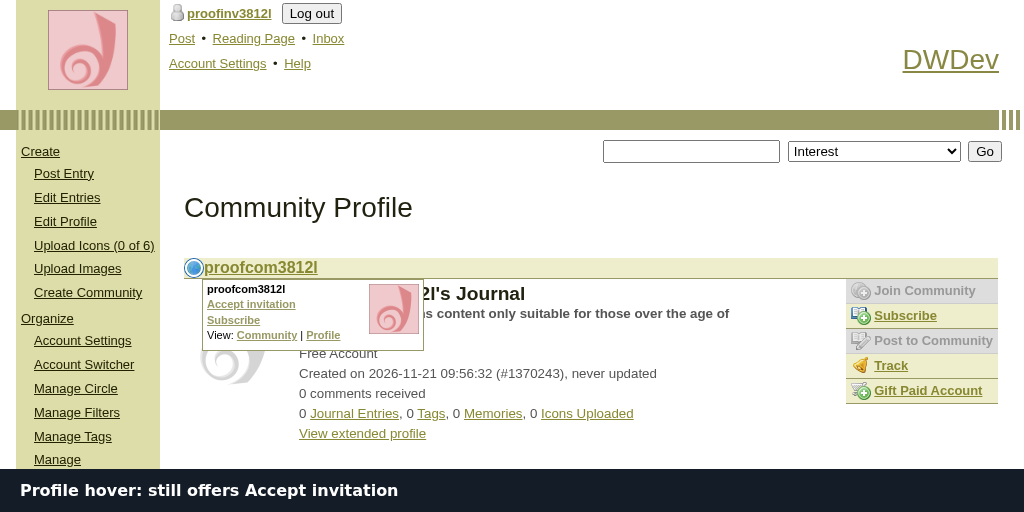 proofinv3812l Log out
Post • Reading Page • Inbox
Account Settings • Help
DWDev
Interest Go
Create
Post Entry
Edit Entries
Edit Profile
Upload Icons (0 of 6)
Upload Images
Create Community
Organize
Account Settings
Account Switcher
Manage Circle
Manage Filters
Manage Tags
Manage
Community Profile
proofcom3812l
proofcom3812l
Accept invitation
Subscribe
View: Community | Profile
2l's Journal
s content only suitable for those over the age of
Free Account
Created on 2026-11-21 09:56:32 (#1370243), never updated
0 comments received
0 Journal Entries, 0 Tags, 0 Memories, 0 Icons Uploaded
View extended profile
Join Community
Subscribe
Post to Community
Track
Gift Paid Account
Profile hover: still offers Accept invitation